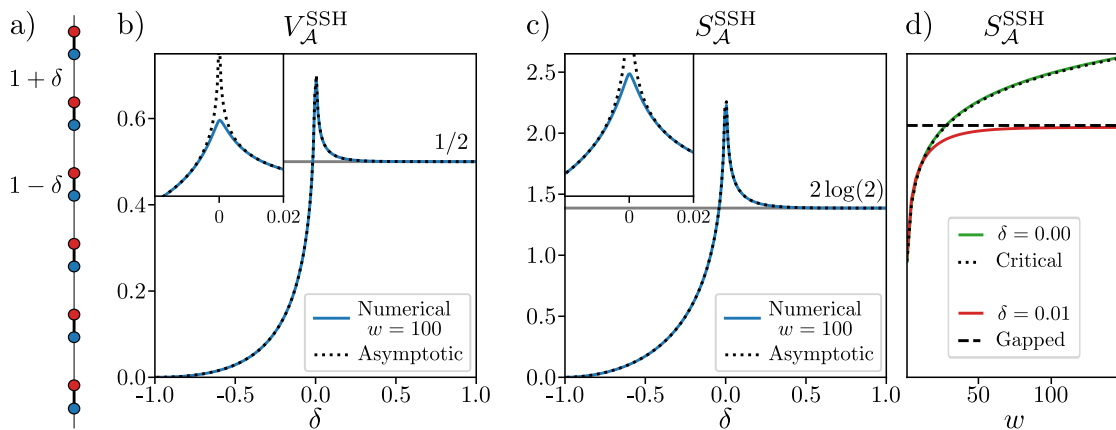 a)
1 + δ
1 − δ
b)
V_A^SSH
0.6
0.4
0.2
0.0
0
0.02
1/2
Numerical
w = 100
Asymptotic
-1.0
-0.5
0.0
0.5
1.0
δ
c)
S_A^SSH
2.5
2.0
1.5
1.0
0.5
0.0
0
0.02
2 log(2)
Numerical
w = 100
Asymptotic
-1.0
-0.5
0.0
0.5
1.0
δ
d)
S_A^SSH
δ = 0.00
Critical
δ = 0.01
Gapped
50
100
w